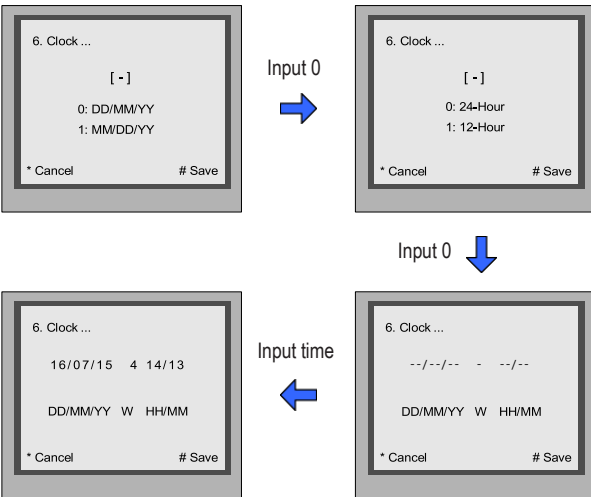 6. Clock ...
[ - ]
0: DD/MM/YY
1: MM/DD/YY
* Cancel # Save
Input 0
6. Clock ...
[ - ]
0: 24-Hour
1: 12-Hour
* Cancel # Save
Input 0
6. Clock ...
--/--/-- - --/--
DD/MM/YY W HH/MM
* Cancel # Save
Input time
6. Clock ...
16/07/15 4 14/13
DD/MM/YY W HH/MM
* Cancel # Save